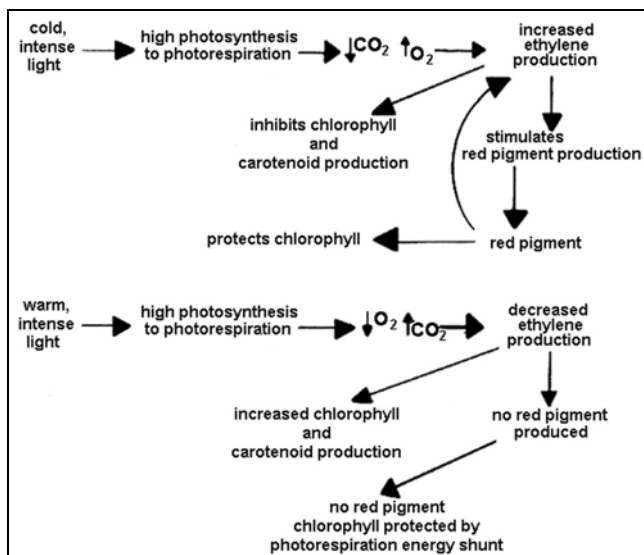 cold,
intense
light
high photosynthesis
to photorespiration
↓CO₂ ↑O₂
increased
ethylene
production
inhibits chlorophyll
and
carotenoid production
stimulates
red pigment production
protects chlorophyll
red pigment
warm,
intense
light
high photosynthesis
to photorespiration
↓O₂ ↑CO₂
decreased
ethylene
production
increased chlorophyll
and
carotenoid production
no red pigment
produced
no red pigment
chlorophyll protected by
photorespiration energy shunt